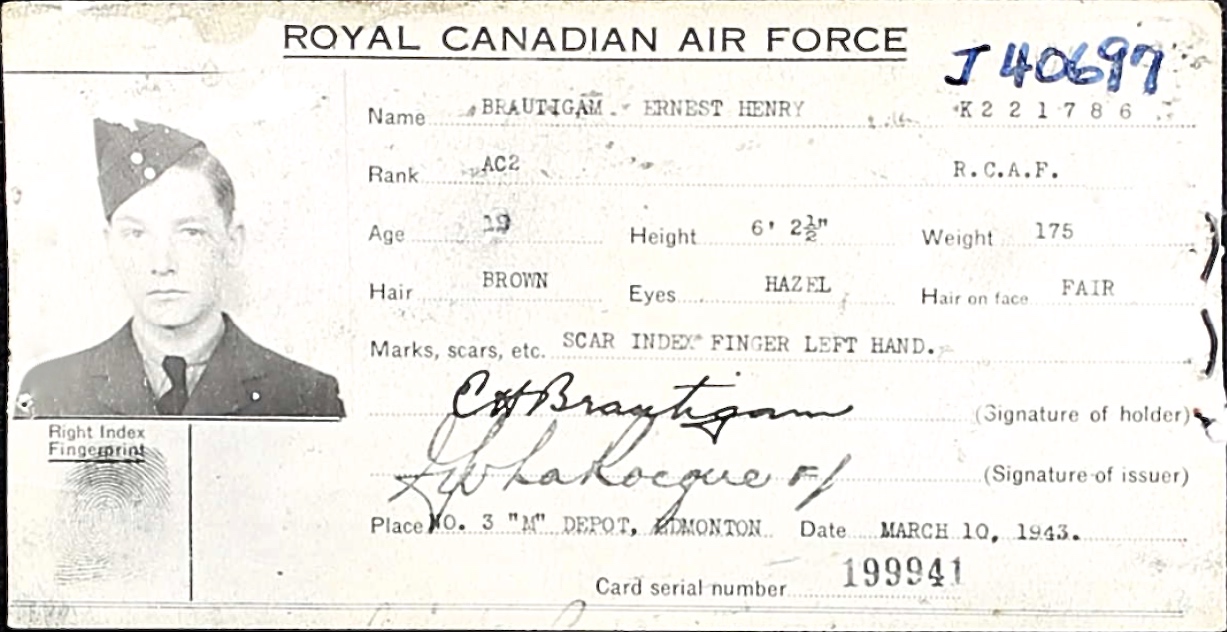 ROYAL CANADIAN AIR FORCE
J 40697
Name BRAUTIGAM. ERNEST HENRY K221786
Rank AC2 R.C.A.F.
Age 19 Height 6' 2½" Weight 175
Hair BROWN Eyes HAZEL Hair on face FAIR
Marks, scars, etc. SCAR INDEX FINGER LEFT HAND.
EH Brautigam (Signature of holder)
LaRocque F/ (Signature of issuer)
Right Index
Fingerprint
Place NO. 3 "M" DEPOT, EDMONTON Date MARCH 10, 1943.
Card serial number 199941